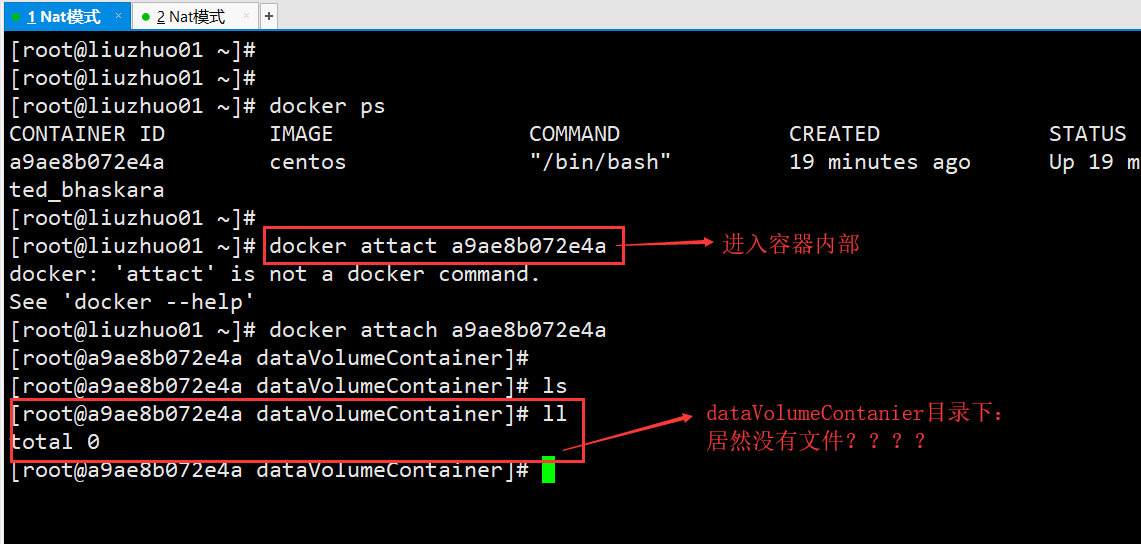 1 Nat模式 × 2 Nat模式 × +
[root@liuzhuo01 ~]#
[root@liuzhuo01 ~]#
[root@liuzhuo01 ~]# docker ps
CONTAINER ID IMAGE COMMAND CREATED STATUS
a9ae8b072e4a centos "/bin/bash" 19 minutes ago Up 19 m
ted_bhaskara
[root@liuzhuo01 ~]#
[root@liuzhuo01 ~]# docker attact a9ae8b072e4a 进入容器内部
docker: 'attact' is not a docker command.
See 'docker --help'
[root@liuzhuo01 ~]# docker attach a9ae8b072e4a
[root@a9ae8b072e4a dataVolumeContainer]#
[root@a9ae8b072e4a dataVolumeContainer]# ls
[root@a9ae8b072e4a dataVolumeContainer]# ll
total 0
[root@a9ae8b072e4a dataVolumeContainer]#
dataVolumeContanier目录下：
居然没有文件？？？？